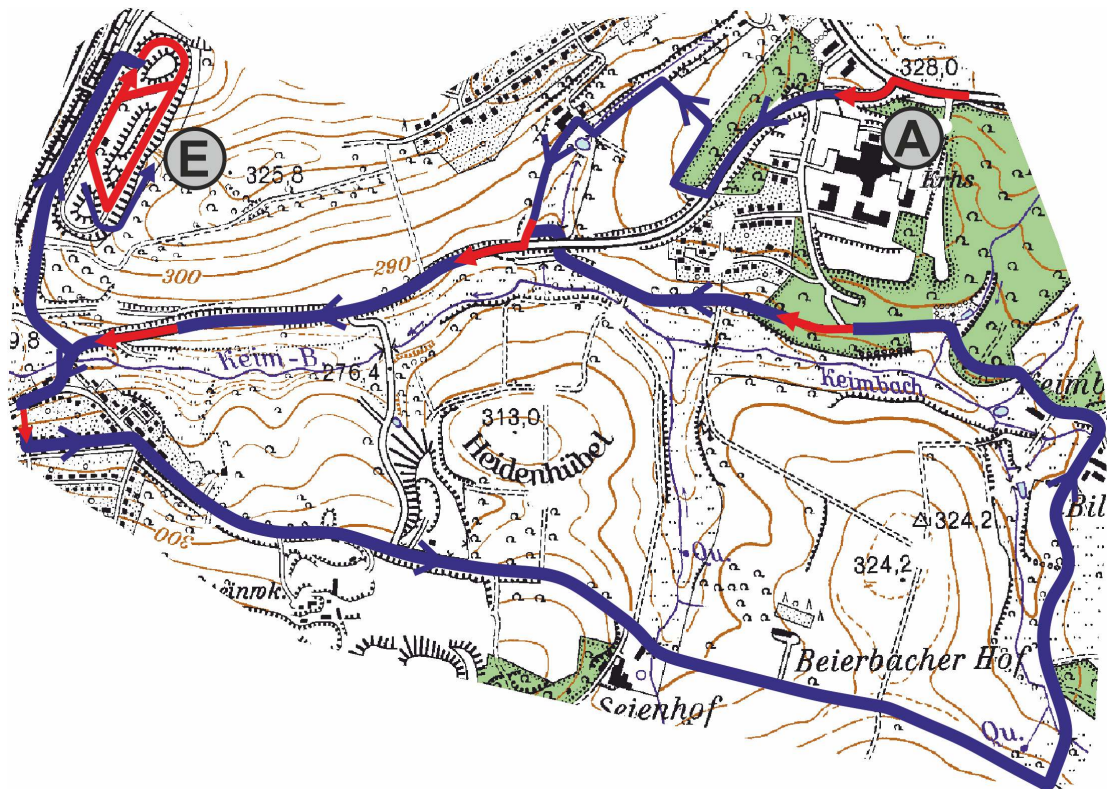 328,0
A
Krhs
E
325,8
290
300
9,8
Keim-B.
276,4
Keimbach
313,0
Heidenhübel
Bil
324,2
300
Qu.
324,2
Beierbacher Hof
Seienhof
Qu.